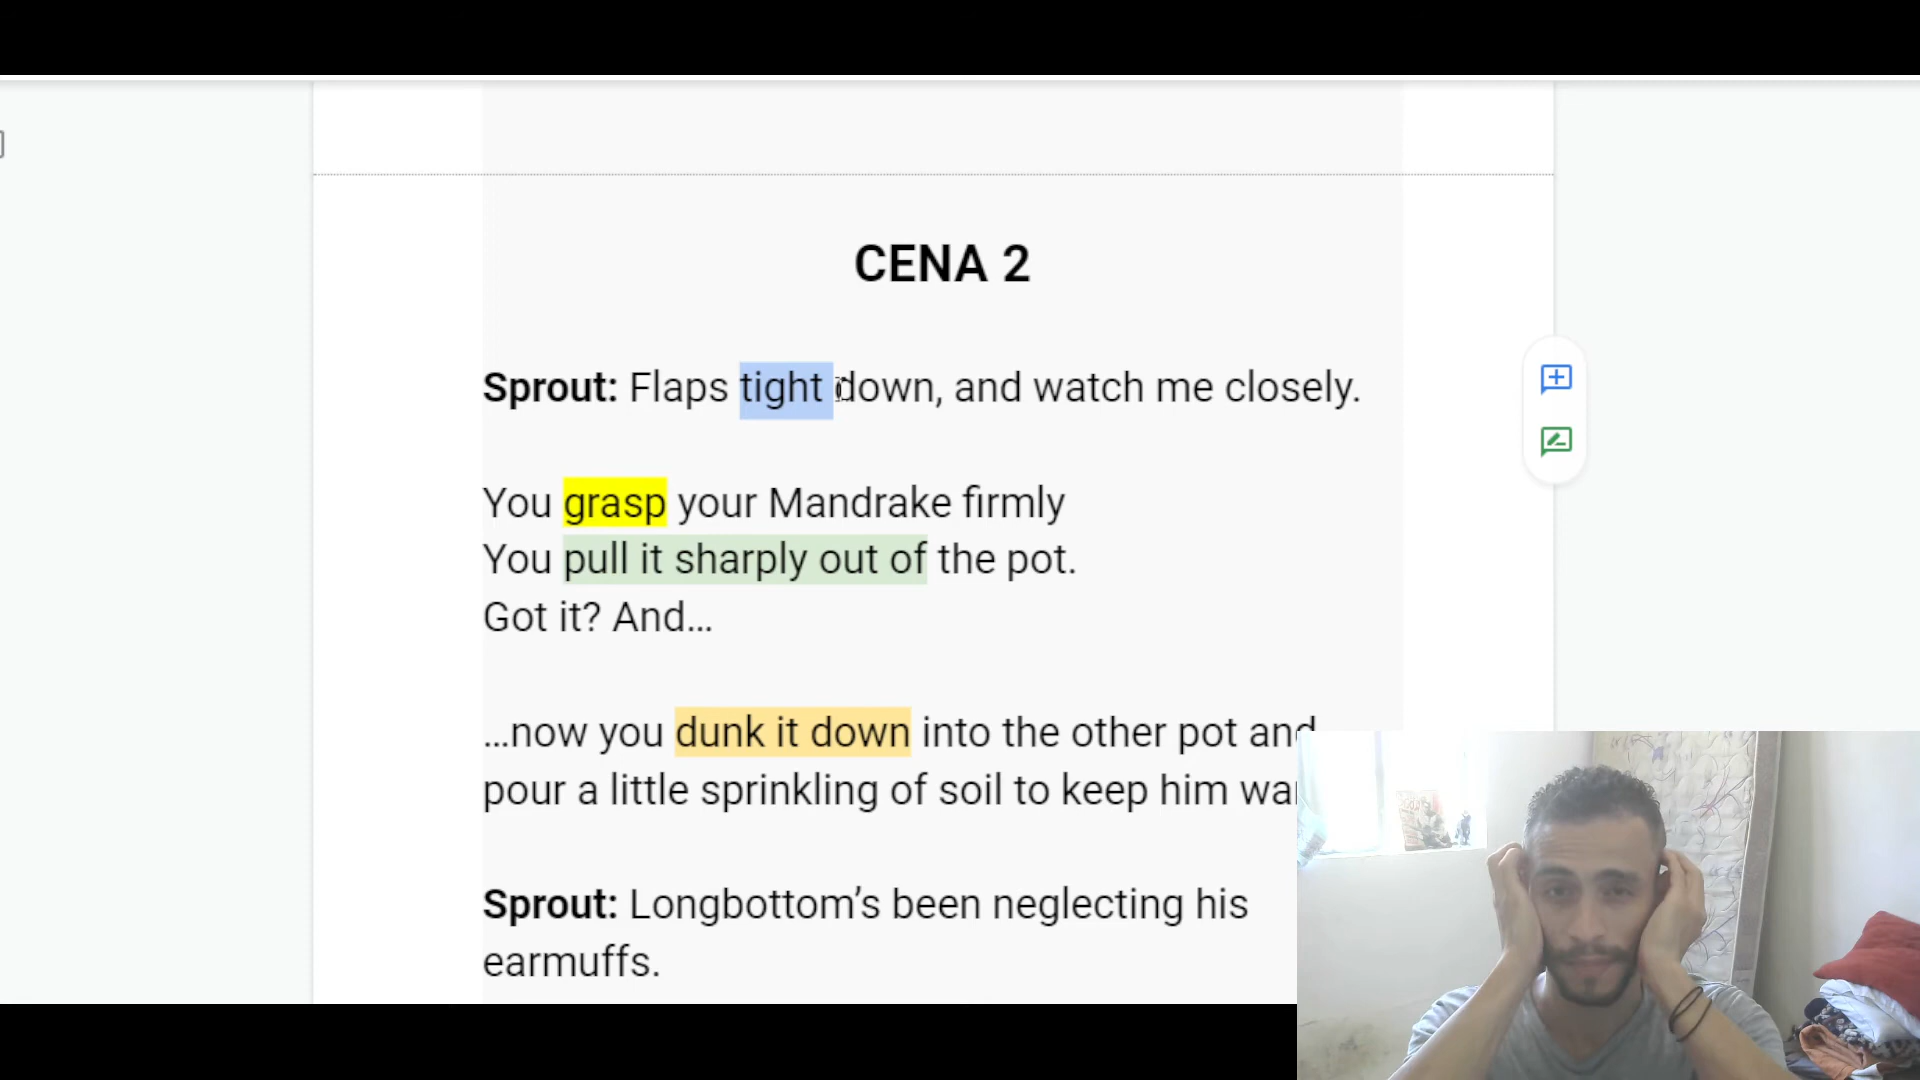 CENA 2
Sprout: Flaps tight down, and watch me closely.
You grasp your Mandrake firmly
You pull it sharply out of the pot.
Got it? And...
...now you dunk it down into the other pot and
pour a little sprinkling of soil to keep him
Sprout: Longbottom’s been neglecting his
earmuffs.